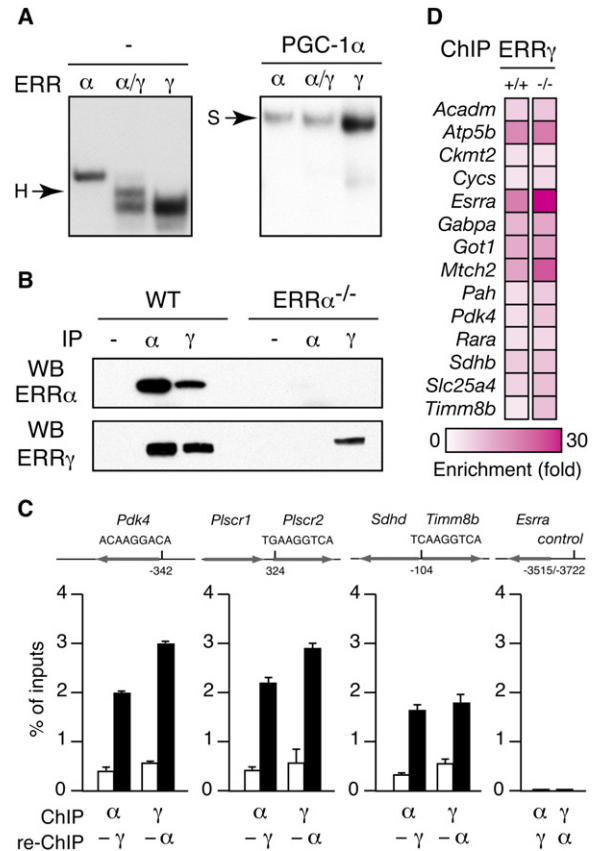 A
-
ERR α α/γ γ
H
PGC-1α
α α/γ γ
S
B
WT ERRα-/-
IP - α γ - α γ
WB
ERRα
WB
ERRγ
C
Pdk4
ACAAGGACA
-342
Plscr1 Plscr2
TGAAGGTCA
324
Sdhd Timm8b
TCAAGGTCA
-104
Esrra
control
-3515/-3722
% of inputs
4 4 4 4
3 3 3 3
2 2 2 2
1 1 1 1
0 0 0 0
ChIP α γ α γ α γ α γ
re-ChIP – γ – α – γ – α – γ – α γ α
D
ChIP ERRγ
+/+ -/-
Acadm
Atp5b
Ckmt2
Cycs
Esrra
Gabpa
Got1
Mtch2
Pah
Pdk4
Rara
Sdhb
Slc25a4
Timm8b
0 30
Enrichment (fold)